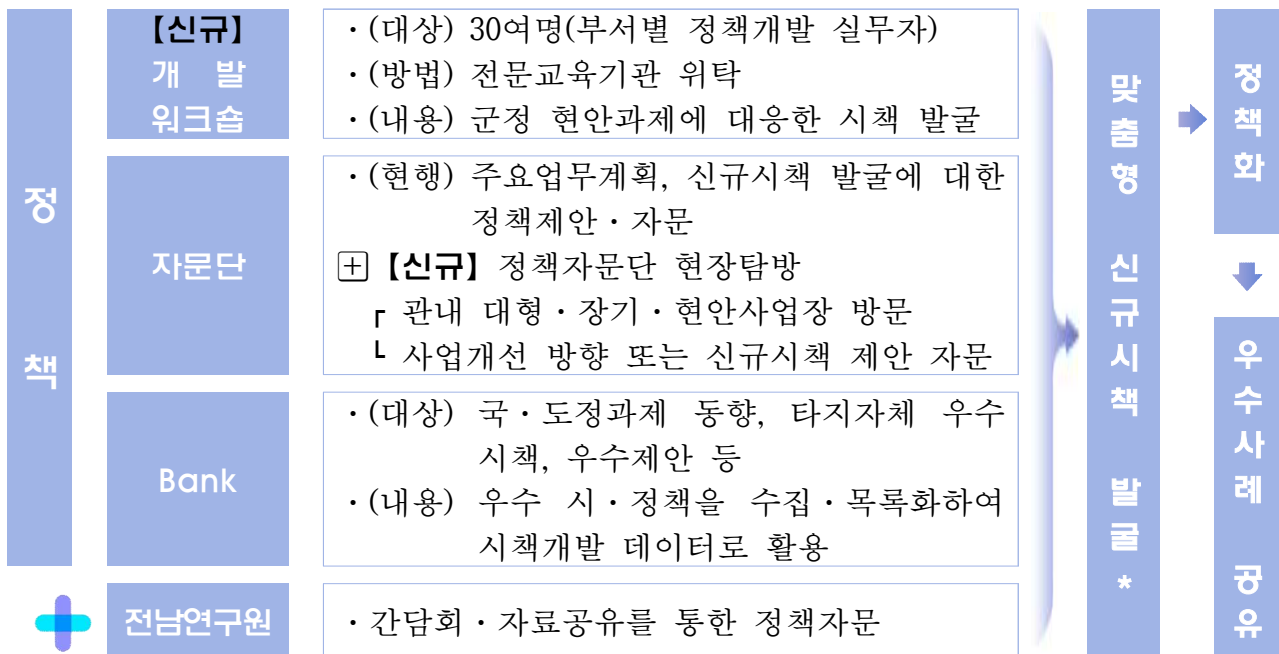 정책
【신규】
개 발
워크숍
·(대상) 30여명(부서별 정책개발 실무자)
·(방법) 전문교육기관 위탁
·(내용) 군정 현안과제에 대응한 시책 발굴
자문단
·(현행) 주요업무계획, 신규시책 발굴에 대한
정책제안·자문
⊞【신규】 정책자문단 현장탐방
┏ 관내 대형·장기·현안사업장 방문
┗ 사업개선 방향 또는 신규시책 제안 자문
Bank
·(대상) 국·도정과제 동향, 타지자체 우수
시책, 우수제안 등
·(내용) 우수 시·정책을 수집·목록화하여
시책개발 데이터로 활용
전남연구원
·간담회·자료공유를 통한 정책자문
맞춤형 신규시책 발굴*
정책화
우수사례 공유